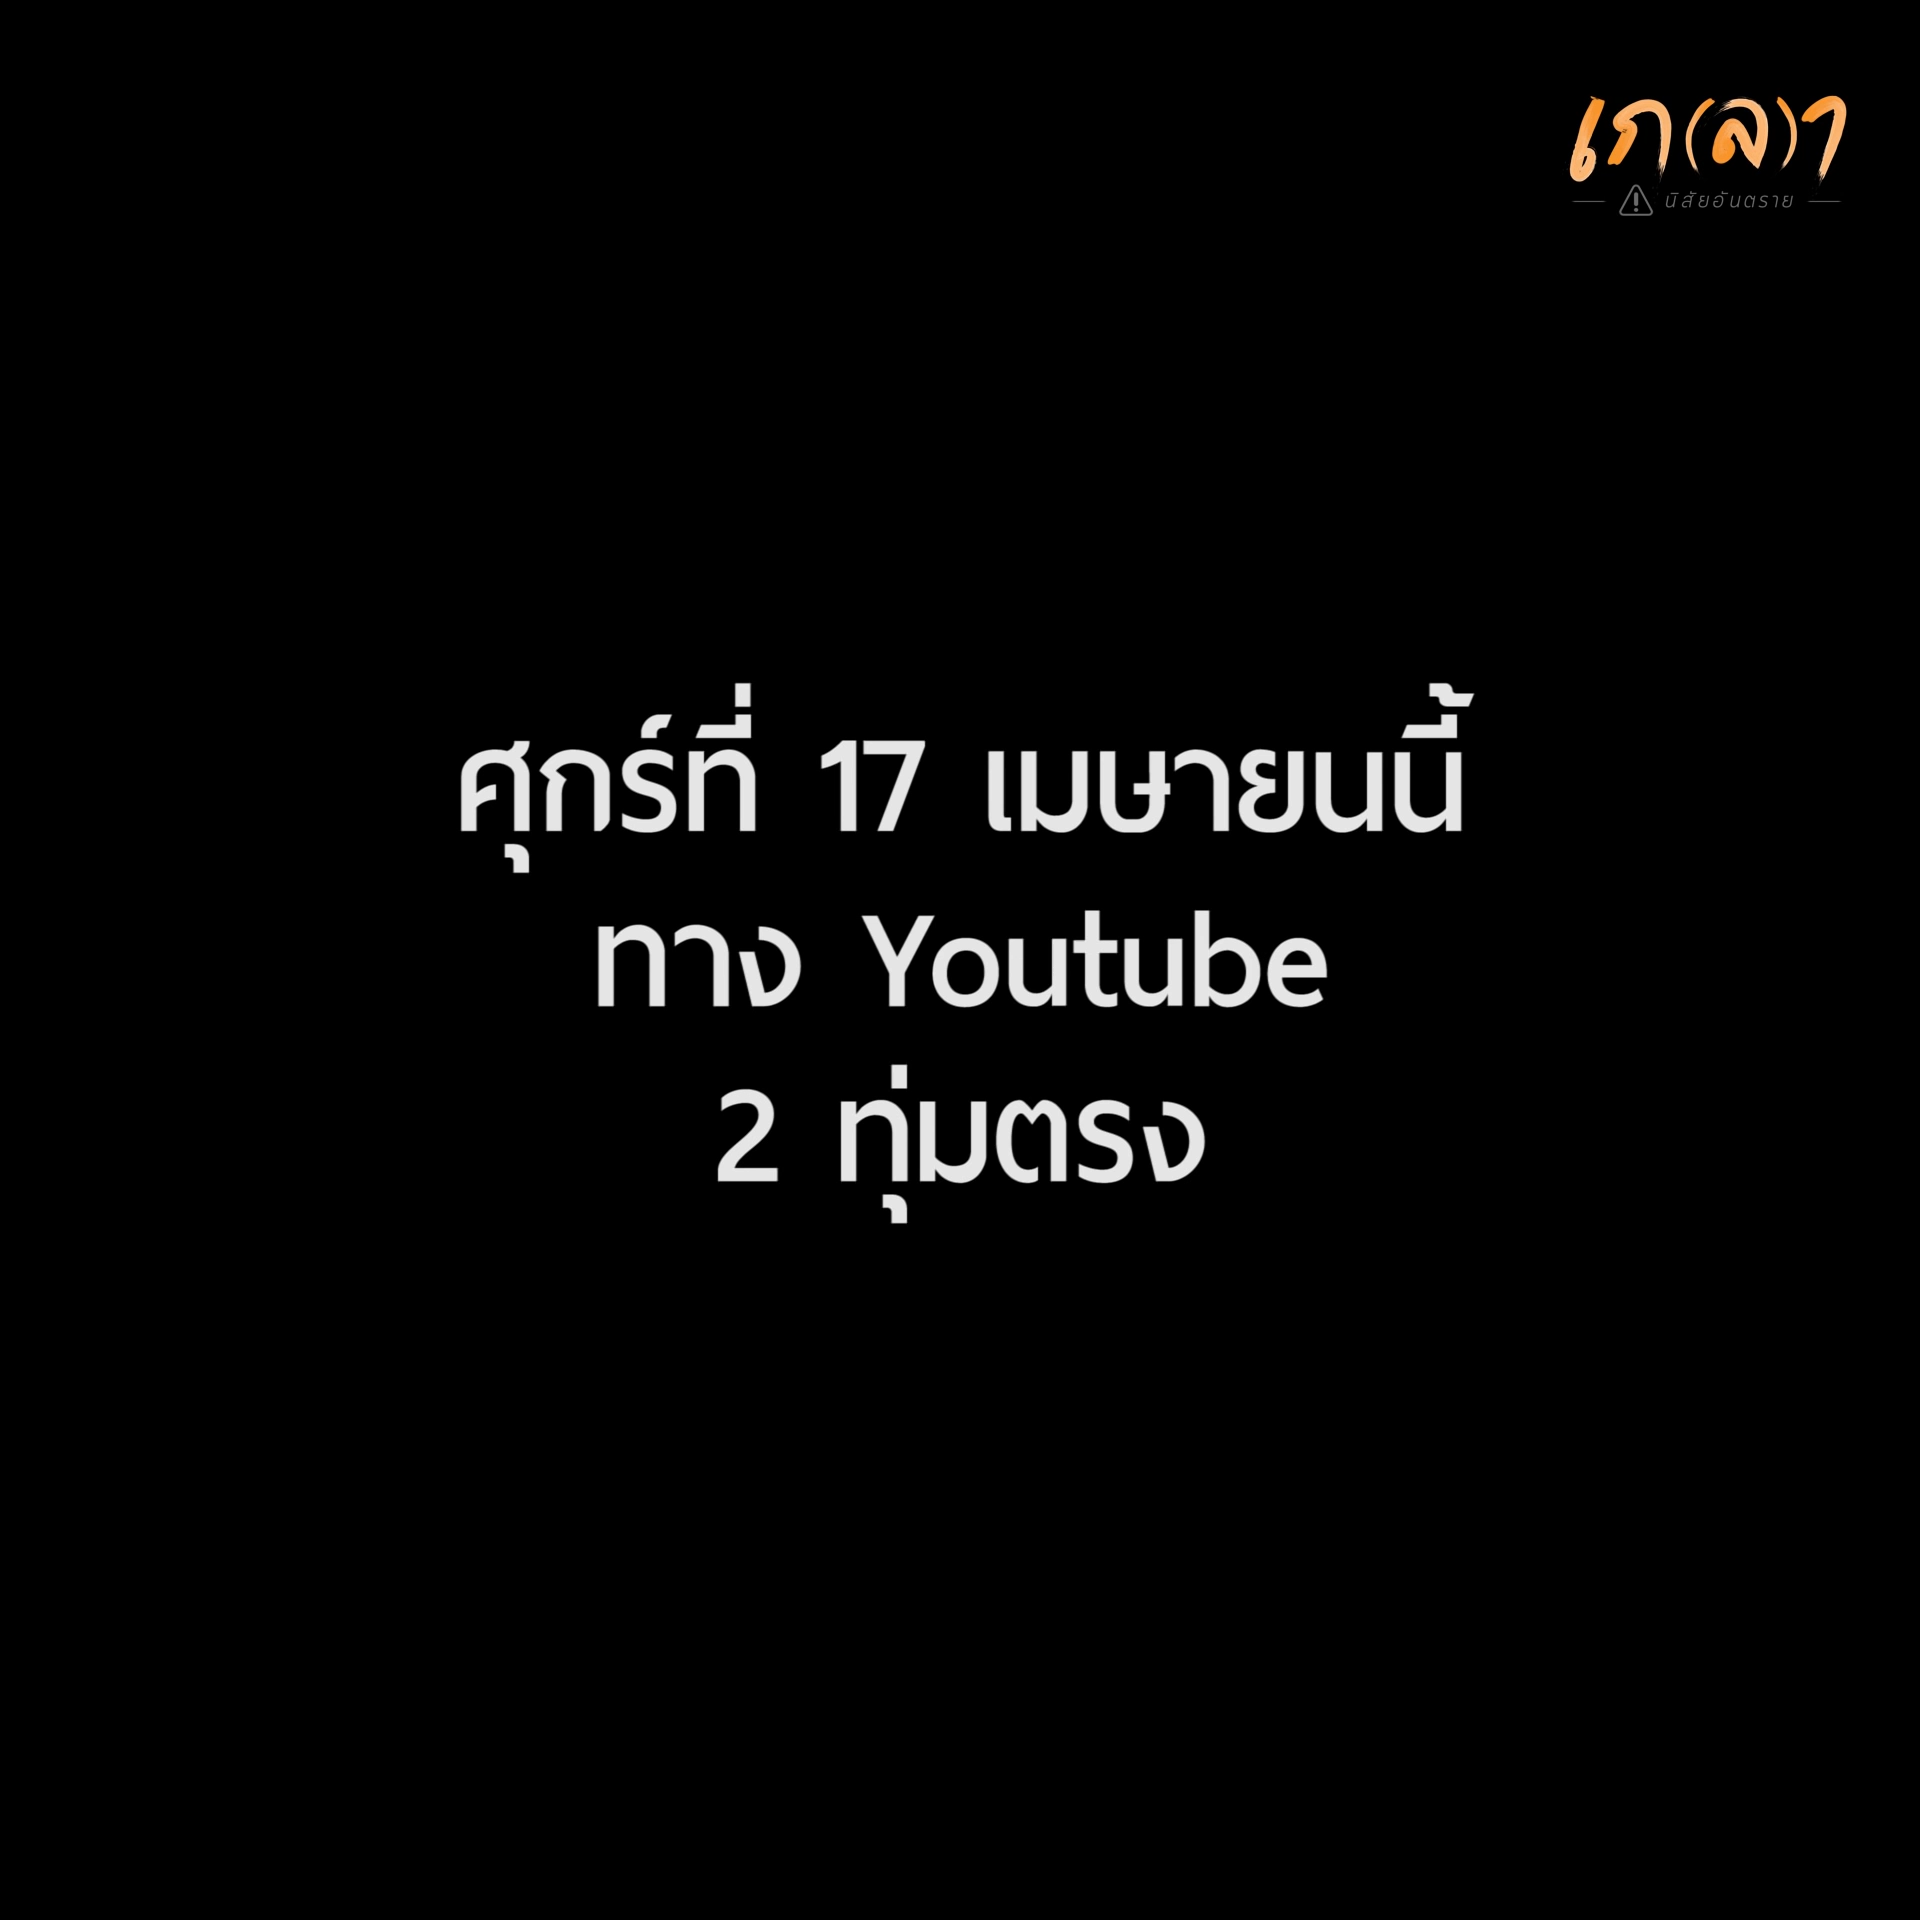 เก(ล)า
นิสัยอันตราย
ศุกร์ที่ 17 เมษายนนี้
ทาง Youtube
2 ทุ่มตรง